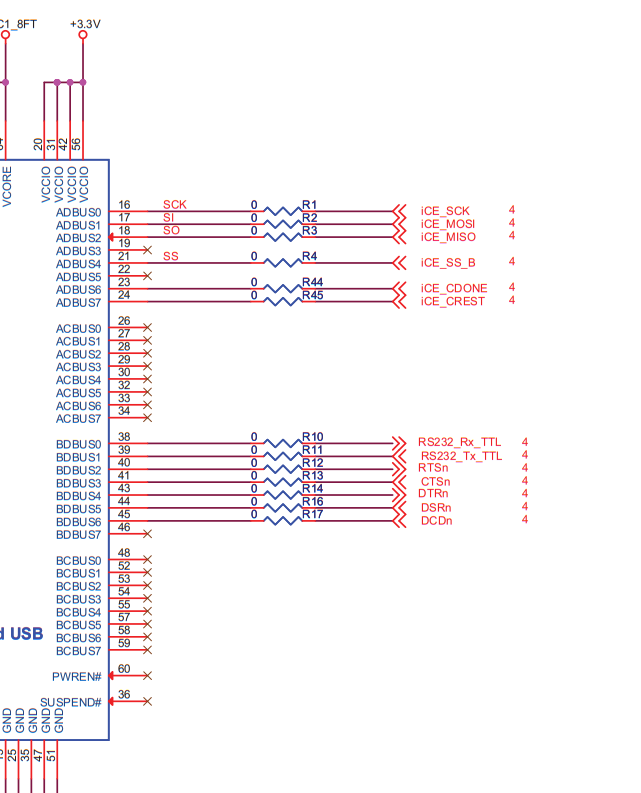 C1_8FT +3.3V
20
31
42
56
VCORE
VCCIO
VCCIO
VCCIO
VCCIO
ADBUS0 16 SCK 0 R1 iCE_SCK 4
ADBUS1 17 SI 0 R2 iCE_MOSI 4
ADBUS2 18 SO 0 R3 iCE_MISO 4
ADBUS3 19
ADBUS4 21 SS 0 R4 iCE_SS_B 4
ADBUS5 22
ADBUS6 23 0 R44 iCE_CDONE 4
ADBUS7 24 0 R45 iCE_CREST 4
ACBUS0 26
ACBUS1 27
ACBUS2 28
ACBUS3 29
ACBUS4 30
ACBUS5 32
ACBUS6 33
ACBUS7 34
BDBUS0 38 0 R10 RS232_Rx_TTL 4
BDBUS1 39 0 R11 RS232_Tx_TTL 4
BDBUS2 40 0 R12 RTSn 4
BDBUS3 41 0 R13 CTSn 4
BDBUS4 43 0 R14 DTRn 4
BDBUS5 44 0 R16 DSRn 4
BDBUS6 45 0 R17 DCDn 4
BDBUS7 46
BCBUS0 48
BCBUS1 52
BCBUS2 53
BCBUS3 54
BCBUS4 55
BCBUS5 57
BCBUS6 58
BCBUS7 59
d USB
PWREN# 60
SUSPEND# 36
GND
GND
GND
GND
GND
25
35
47
51